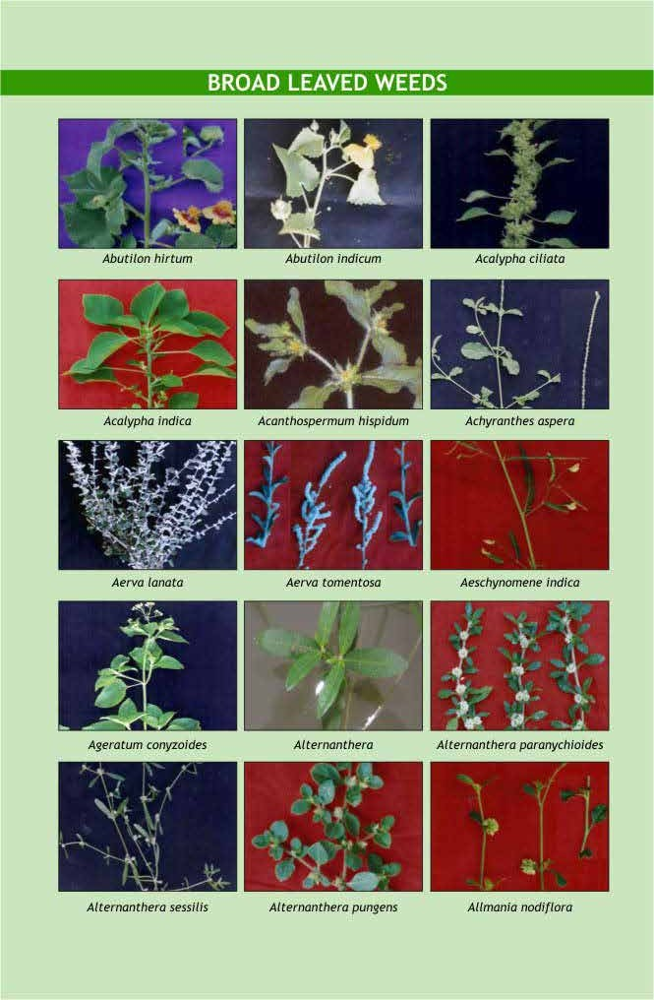 BROAD LEAVED WEEDS
Abutilon hirtum
Abutilon indicum
Acalypha ciliata
Acalypha indica
Acanthospermum hispidum
Achyranthes aspera
Aerva lanata
Aerva tomentosa
Aeschynomene indica
Ageratum conyzoides
Alternanthera
Alternanthera paranychioides
Alternanthera sessilis
Alternanthera pungens
Allmania nodiflora